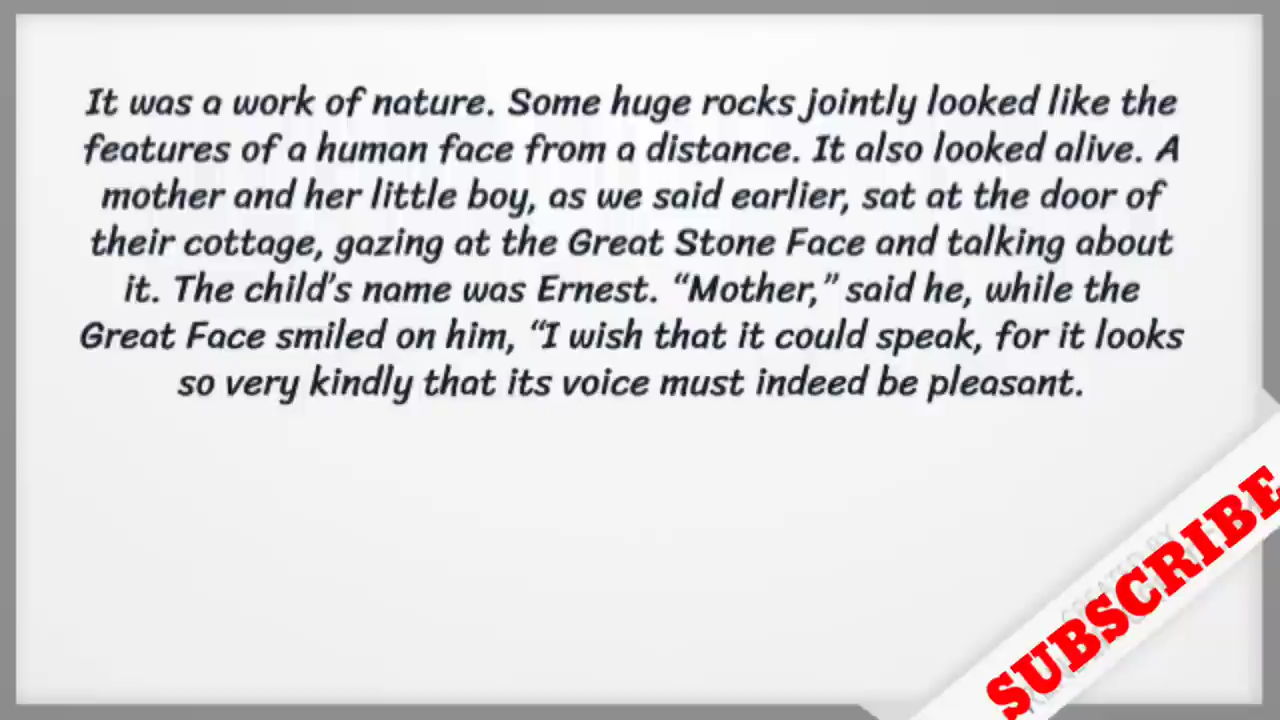 It was a work of nature. Some huge rocks jointly looked like the
features of a human face from a distance. It also looked alive. A
mother and her little boy, as we said earlier, sat at the door of
their cottage, gazing at the Great Stone Face and talking about
it. The child’s name was Ernest. “Mother,” said he, while the
Great Face smiled on him, “I wish that it could speak, for it looks
so very kindly that its voice must indeed be pleasant.
SUBSCRIBE